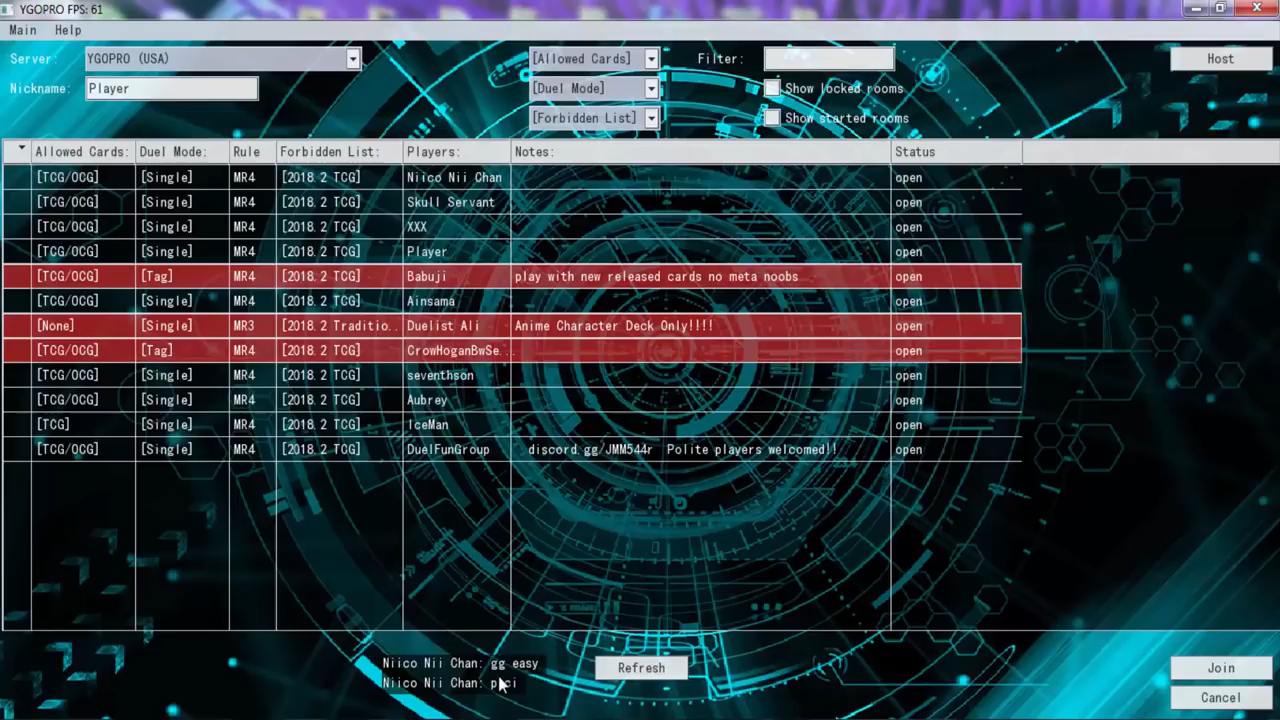 YGOPRO FPS: 61
Main Help
Server: YGOPRO (USA) [Allowed Cards] Filter: Host
Nickname: Player [Duel Mode] Show locked rooms
[Forbidden List] Show started rooms
Allowed Cards: Duel Mode: Rule Forbidden List: Players: Notes: Status
[TCG/OCG] [Single] MR4 [2018.2 TCG] Niico Nii Chan open
[TCG/OCG] [Single] MR4 [2018.2 TCG] Skull Servant open
[TCG/OCG] [Single] MR4 [2018.2 TCG] XXX open
[TCG/OCG] [Single] MR4 [2018.2 TCG] Player open
[TCG/OCG] [Tag] MR4 [2018.2 TCG] Babuji play with new released cards no meta noobs open
[TCG/OCG] [Single] MR4 [2018.2 TCG] Ainsama open
[None] [Single] MR3 [2018.2 Traditio.. Duelist Ali Anime Character Deck Only!!!! open
[TCG/OCG] [Tag] MR4 [2018.2 TCG] CrowHoganBwSe... open
[TCG/OCG] [Single] MR4 [2018.2 TCG] seventhson open
[TCG/OCG] [Single] MR4 [2018.2 TCG] Aubrey open
[TCG] [Single] MR4 [2018.2 TCG] IceMan open
[TCG/OCG] [Single] MR4 [2018.2 TCG] DuelFunGroup discord.gg/JMM544r Polite players welcomed!! open
Niico Nii Chan: gg easy
Niico Nii Chan:
Refresh
Join
Cancel